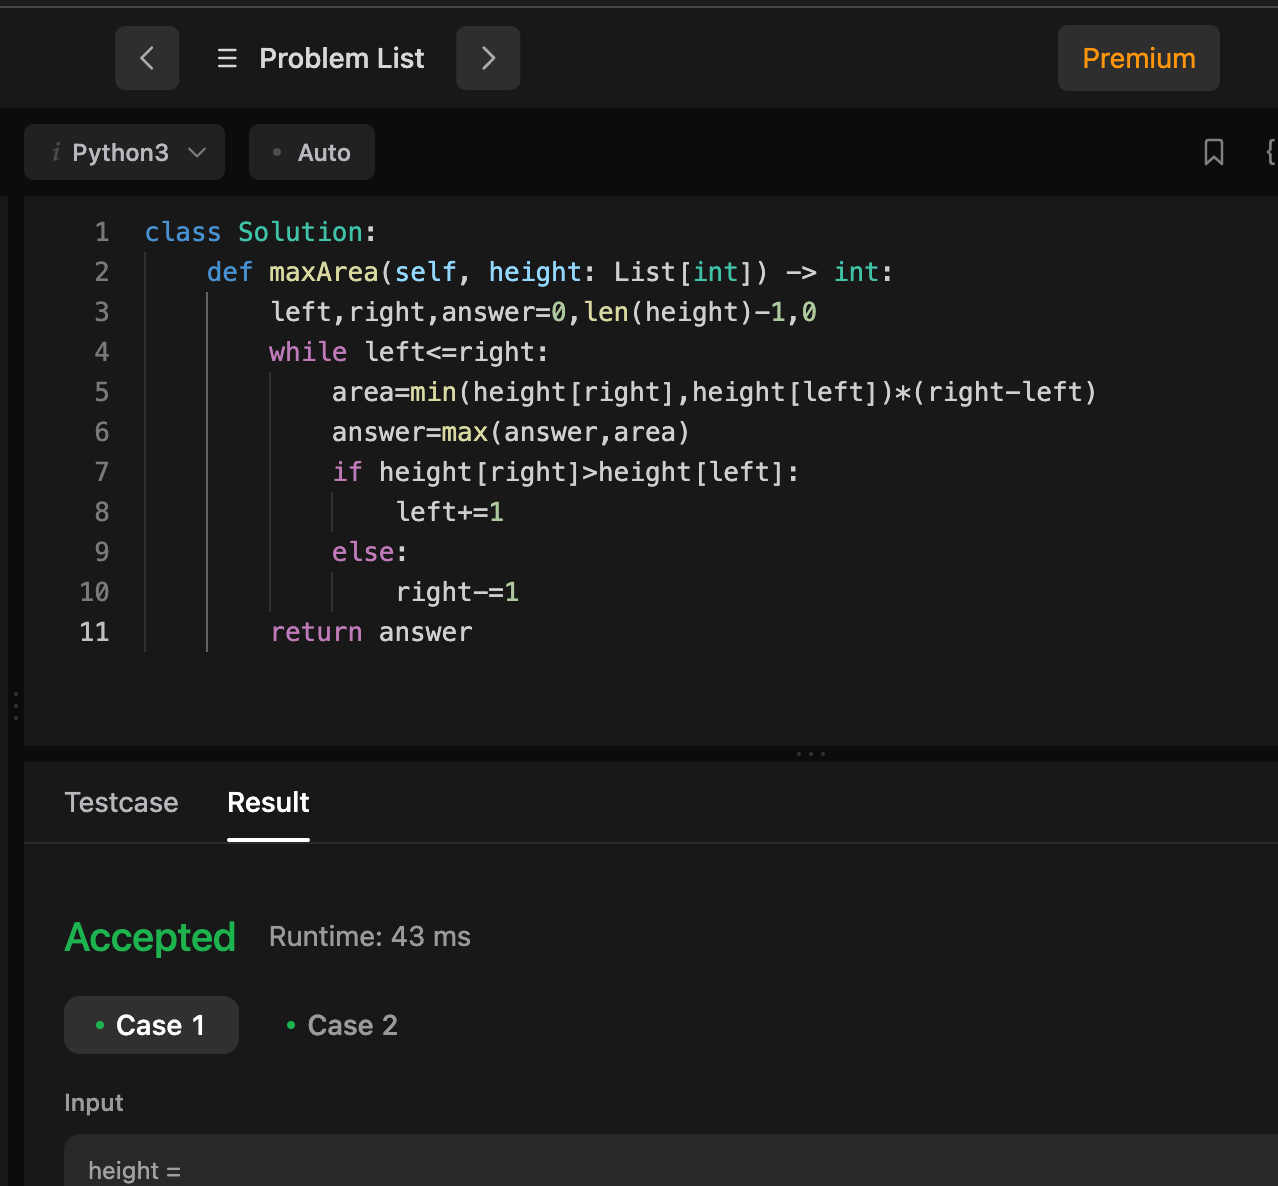 Problem List
Premium
Python3
Auto
{
1 class Solution:
2     def maxArea(self, height: List[int]) -> int:
3         left,right,answer=0,len(height)-1,0
4         while left<=right:
5             area=min(height[right],height[left])*(right-left)
6             answer=max(answer,area)
7             if height[right]>height[left]:
8                 left+=1
9             else:
10                 right-=1
11         return answer
Testcase Result
Accepted Runtime: 43 ms
Case 1 Case 2
Input
height =